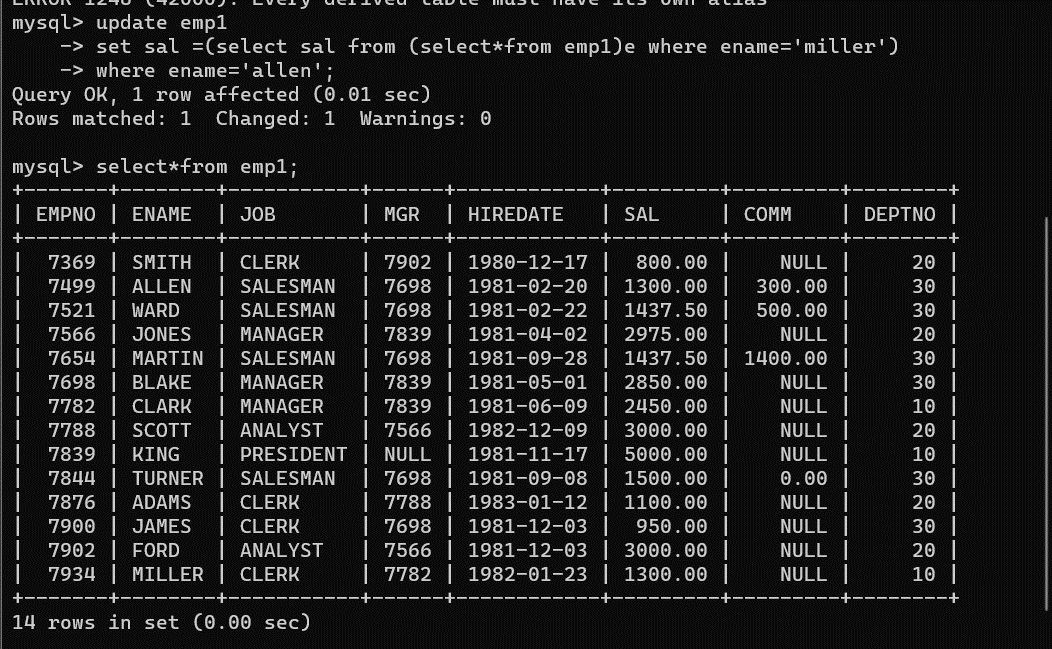 ERROR 1248 (42000): Every derived table must have its own alias
mysql> update emp1
    -> set sal =(select sal from (select*from emp1)e where ename='miller')
    -> where ename='allen';
Query OK, 1 row affected (0.01 sec)
Rows matched: 1  Changed: 1  Warnings: 0

mysql> select*from emp1;
+-------+--------+-----------+------+------------+---------+---------+--------+
| EMPNO | ENAME  | JOB       | MGR  | HIREDATE   | SAL     | COMM    | DEPTNO |
+-------+--------+-----------+------+------------+---------+---------+--------+
|  7369 | SMITH  | CLERK     | 7902 | 1980-12-17 |  800.00 |    NULL |     20 |
|  7499 | ALLEN  | SALESMAN  | 7698 | 1981-02-20 | 1300.00 |  300.00 |     30 |
|  7521 | WARD   | SALESMAN  | 7698 | 1981-02-22 | 1437.50 |  500.00 |     30 |
|  7566 | JONES  | MANAGER   | 7839 | 1981-04-02 | 2975.00 |    NULL |     20 |
|  7654 | MARTIN | SALESMAN  | 7698 | 1981-09-28 | 1437.50 | 1400.00 |     30 |
|  7698 | BLAKE  | MANAGER   | 7839 | 1981-05-01 | 2850.00 |    NULL |     30 |
|  7782 | CLARK  | MANAGER   | 7839 | 1981-06-09 | 2450.00 |    NULL |     10 |
|  7788 | SCOTT  | ANALYST   | 7566 | 1982-12-09 | 3000.00 |    NULL |     20 |
|  7839 | KING   | PRESIDENT | NULL | 1981-11-17 | 5000.00 |    NULL |     10 |
|  7844 | TURNER | SALESMAN  | 7698 | 1981-09-08 | 1500.00 |    0.00 |     30 |
|  7876 | ADAMS  | CLERK     | 7788 | 1983-01-12 | 1100.00 |    NULL |     20 |
|  7900 | JAMES  | CLERK     | 7698 | 1981-12-03 |  950.00 |    NULL |     30 |
|  7902 | FORD   | ANALYST   | 7566 | 1981-12-03 | 3000.00 |    NULL |     20 |
|  7934 | MILLER | CLERK     | 7782 | 1982-01-23 | 1300.00 |    NULL |     10 |
+-------+--------+-----------+------+------------+---------+---------+--------+
14 rows in set (0.00 sec)